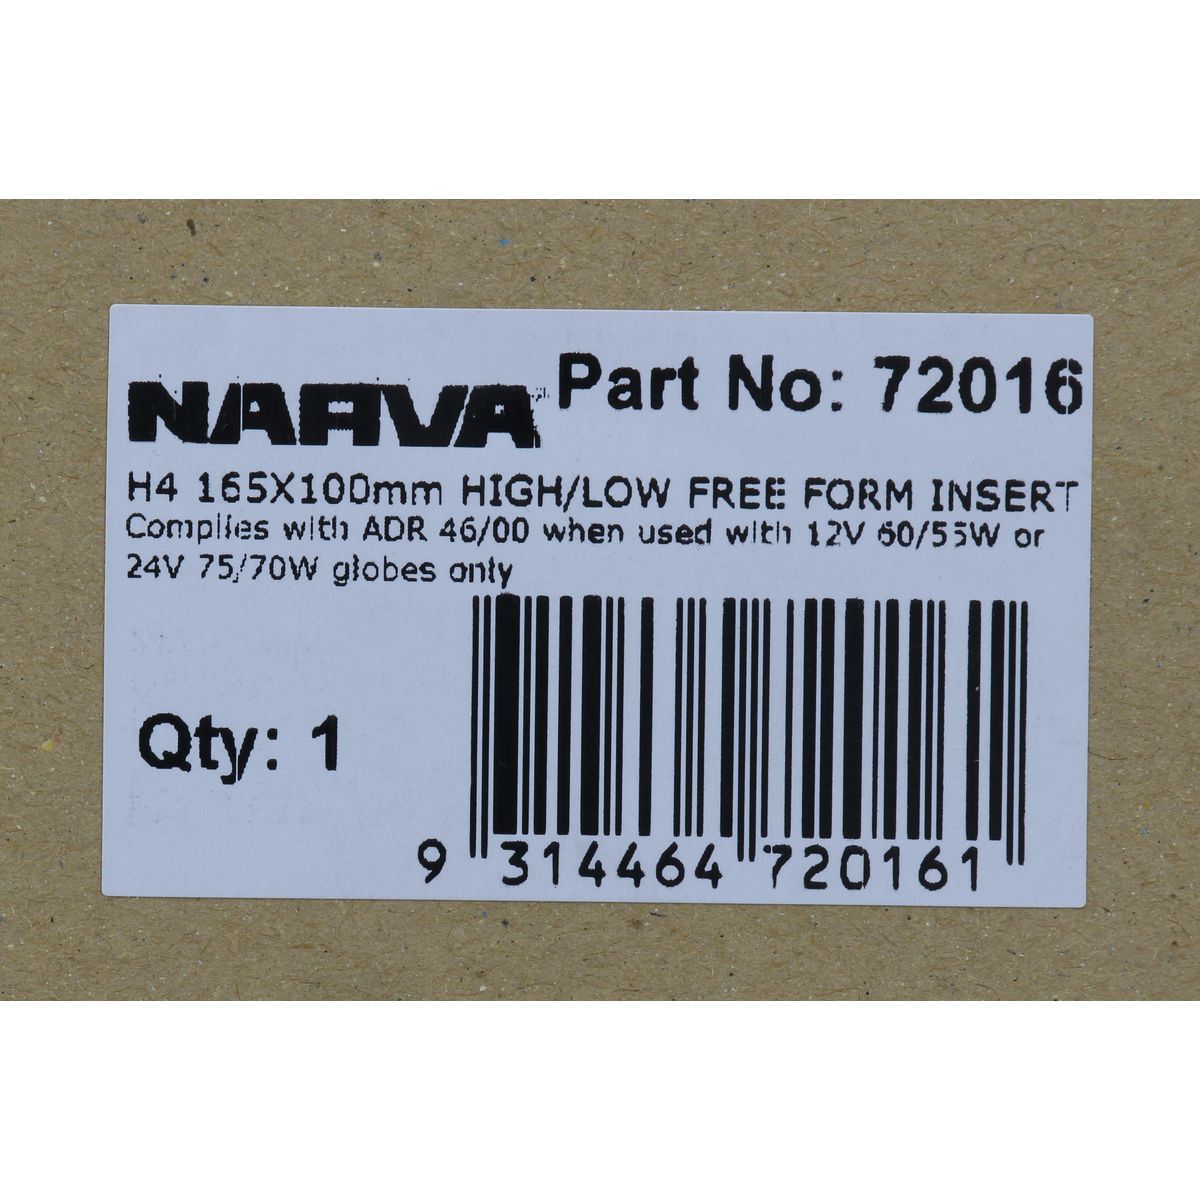 NARVA Part No: 72016
H4 165X100mm HIGH/LOW FREE FORM INSERT
Complies with ADR 46/00 when used with 12V 60/55W or
24V 75/70W globes only
Qty: 1
9 314464 720161